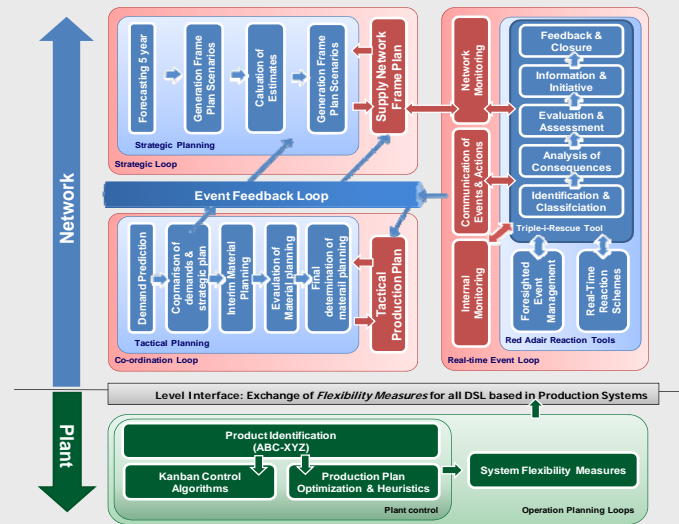 Network
Plant
Forecasting 5 year
Generation Frame
Plan Scenarios
Caluation of
Estimates
Generation Frame
Plan Scenarios
Strategic Planning
Strategic Loop
Supply Network
Frame Plan
Event Feedback Loop
Demand Prediction
Copmarison of
demands &
strategic plan
Interim Material
Planning
Evaulation of
Material planning
Final
determination of
materail planning
Tactical Planning
Co-ordination Loop
Tactical
Production Plan
Network
Monitoring
Communication of
Events & Actions
Internal
Monitoring
Feedback &
Closure
Information &
Initiative
Evaluation &
Assessment
Analysis of
Consequences
Identification &
Classifciation
Triple-i-Rescue Tool
Foresighted
Event
Management
Real-Time
Reaction
Schemes
Red Adair Reaction Tools
Real-time Event Loop
Level Interface: Exchange of Flexibility Measures for all DSL based in Production Systems
Product Identification
(ABC-XYZ)
Kanban Control
Algorithms
Production Plan
Optimization & Heuristics
Plant control
System Flexibility Measures
Operation Planning Loops